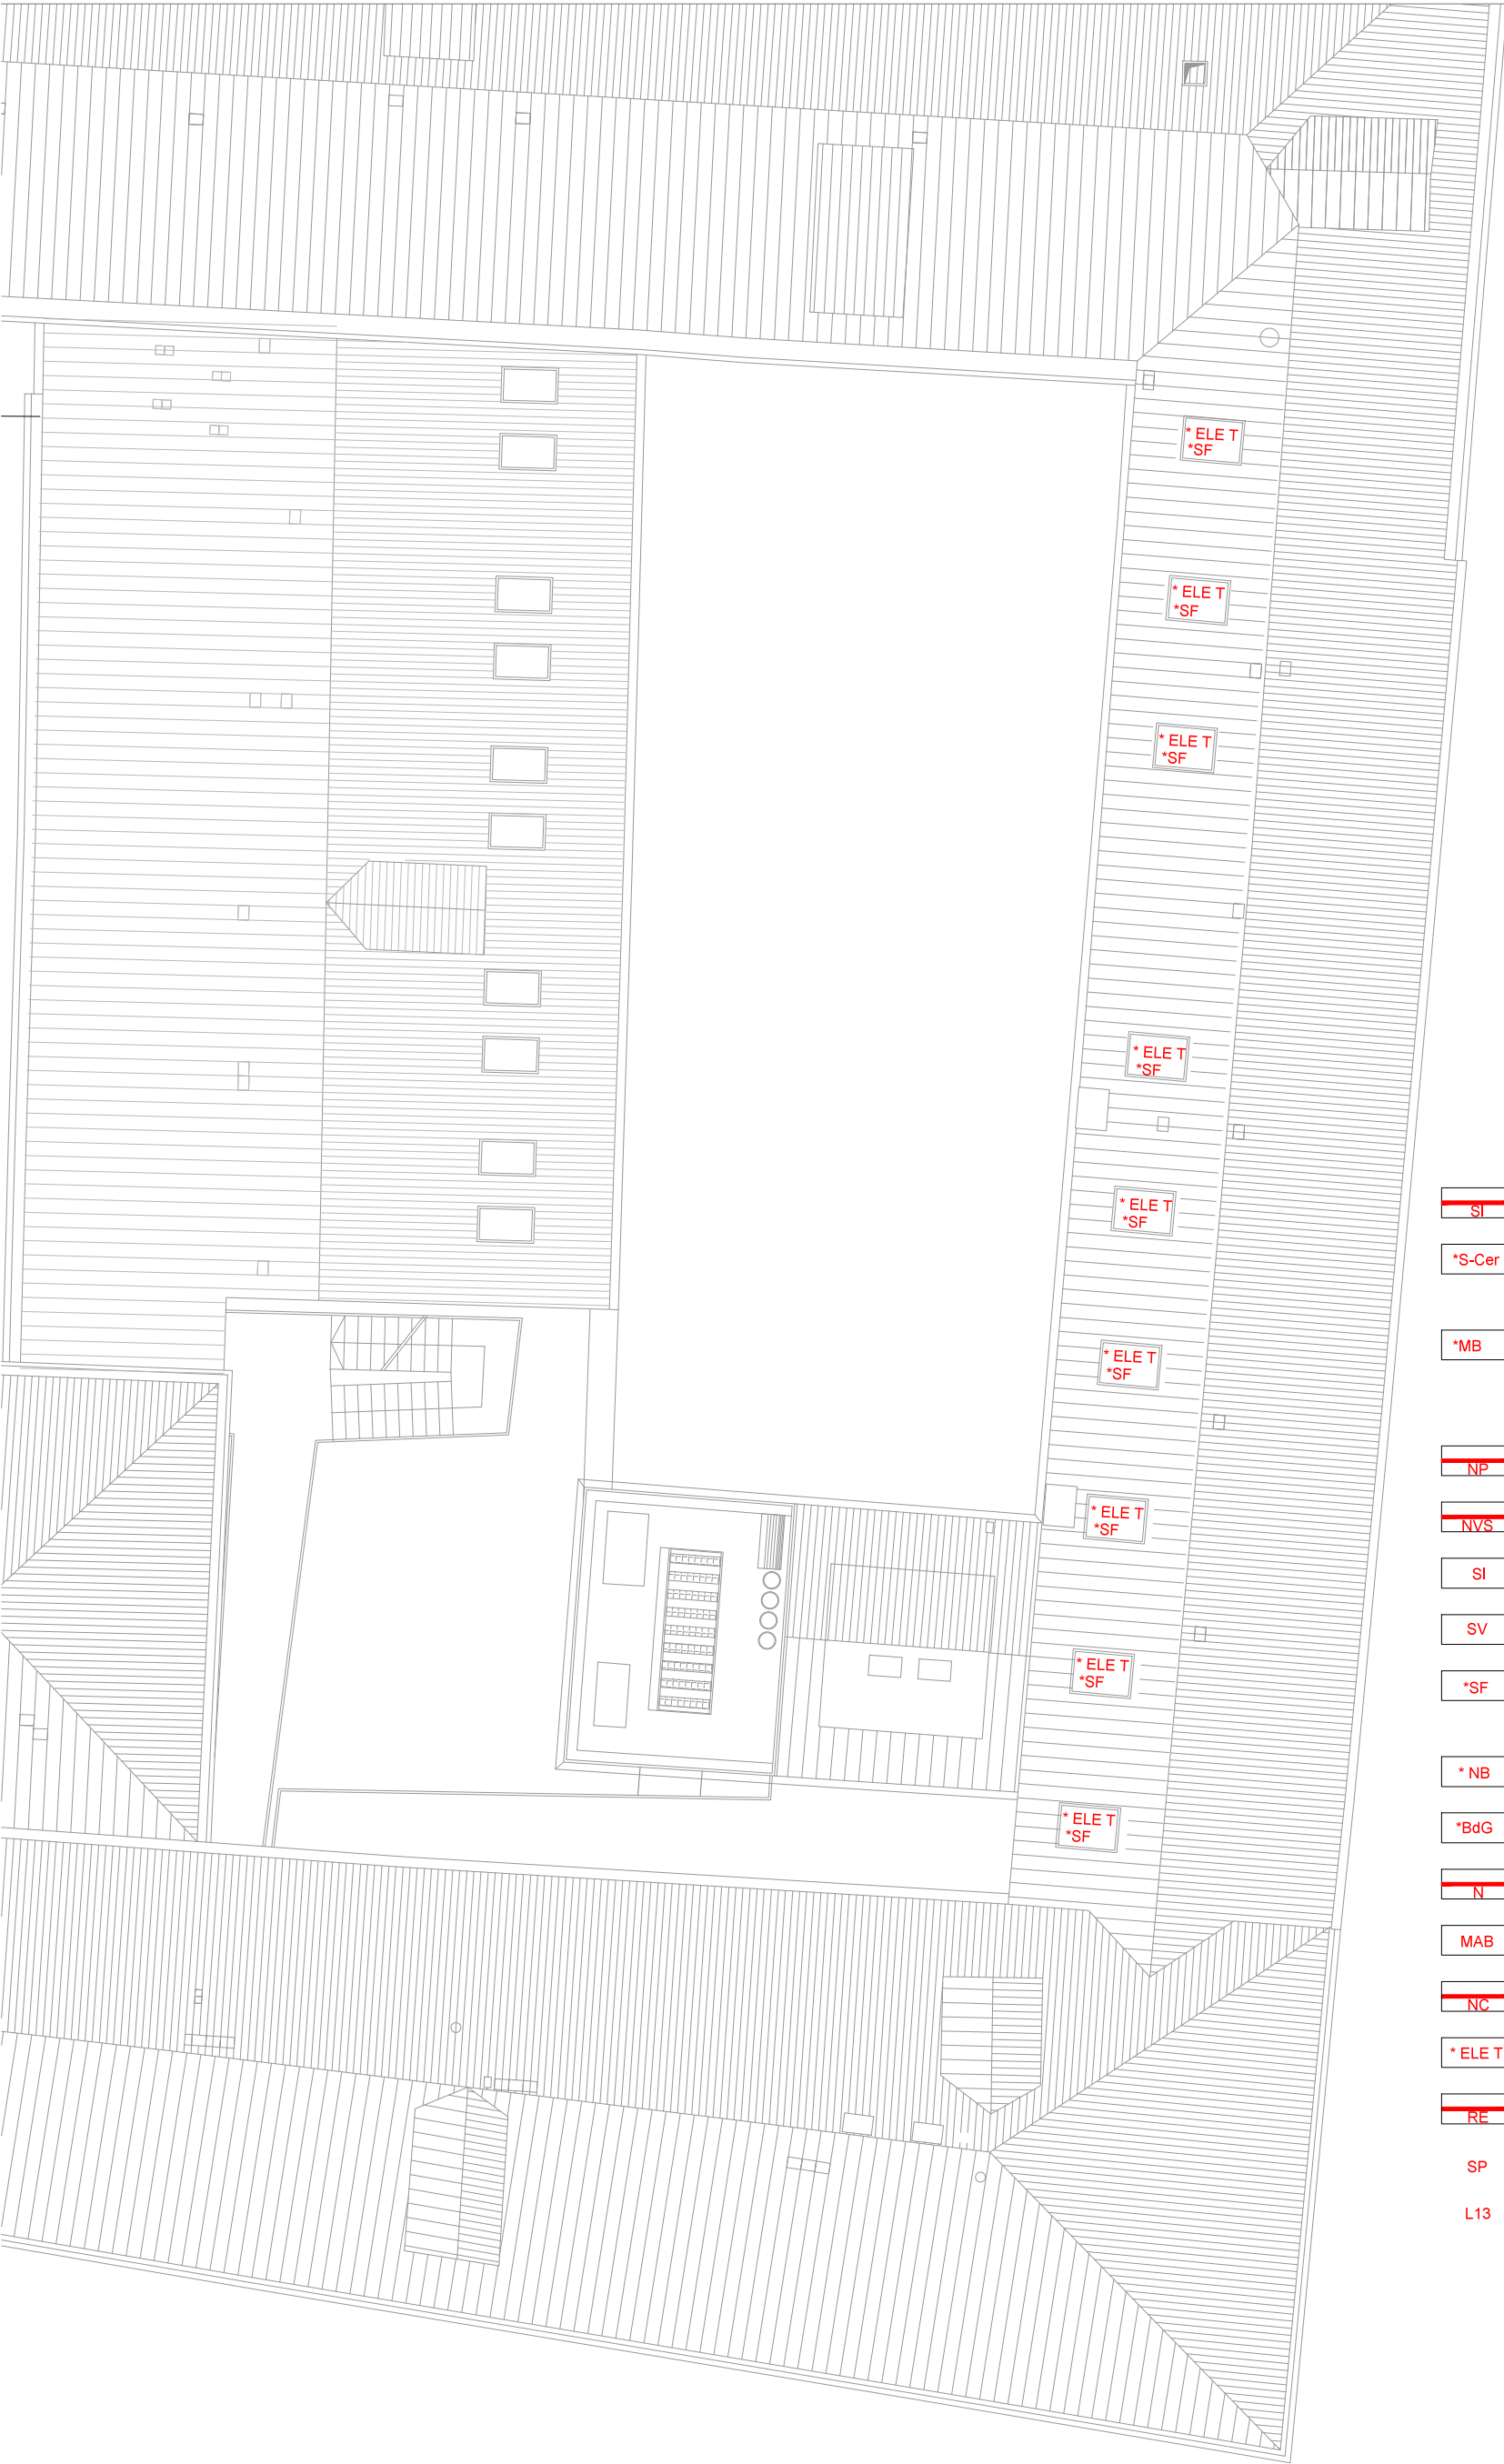 * ELE T
*SF
* ELE T
*SF
* ELE T
*SF
* ELE T
*SF
* ELE T
*SF
* ELE T
*SF
* ELE T
*SF
* ELE T
*SF
* ELE T
*SF
SI
*S-Cer
*MB
NP
NVS
SI
SV
*SF
* NB
*BdG
N
MAB
NC
* ELE T
RE
SP
L13